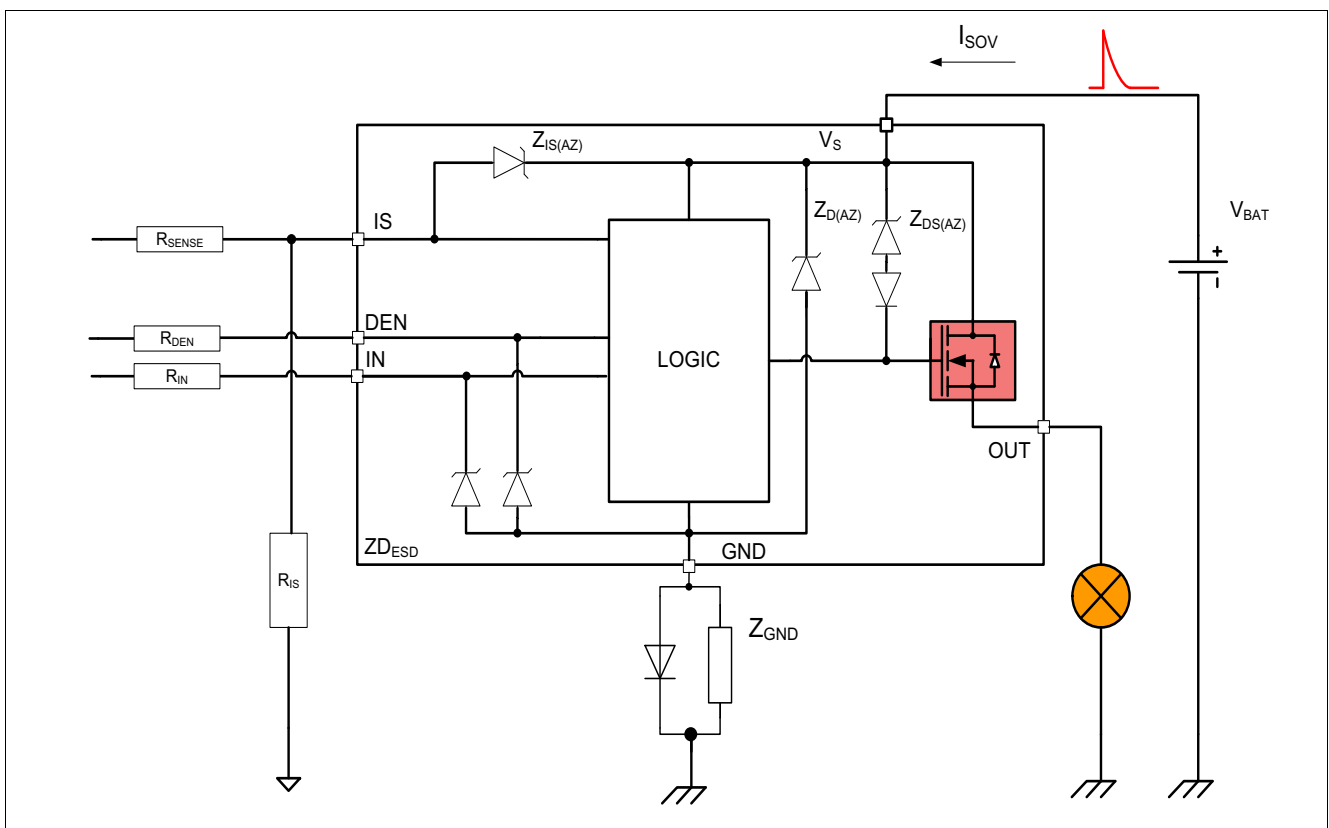 I_SOV
Z_IS(AZ)
V_S
Z_D(AZ)
Z_DS(AZ)
V_BAT
+
-
IS
R_SENSE
DEN
R_DEN
IN
R_IN
LOGIC
OUT
ZD_ESD
GND
R_IS
Z_GND